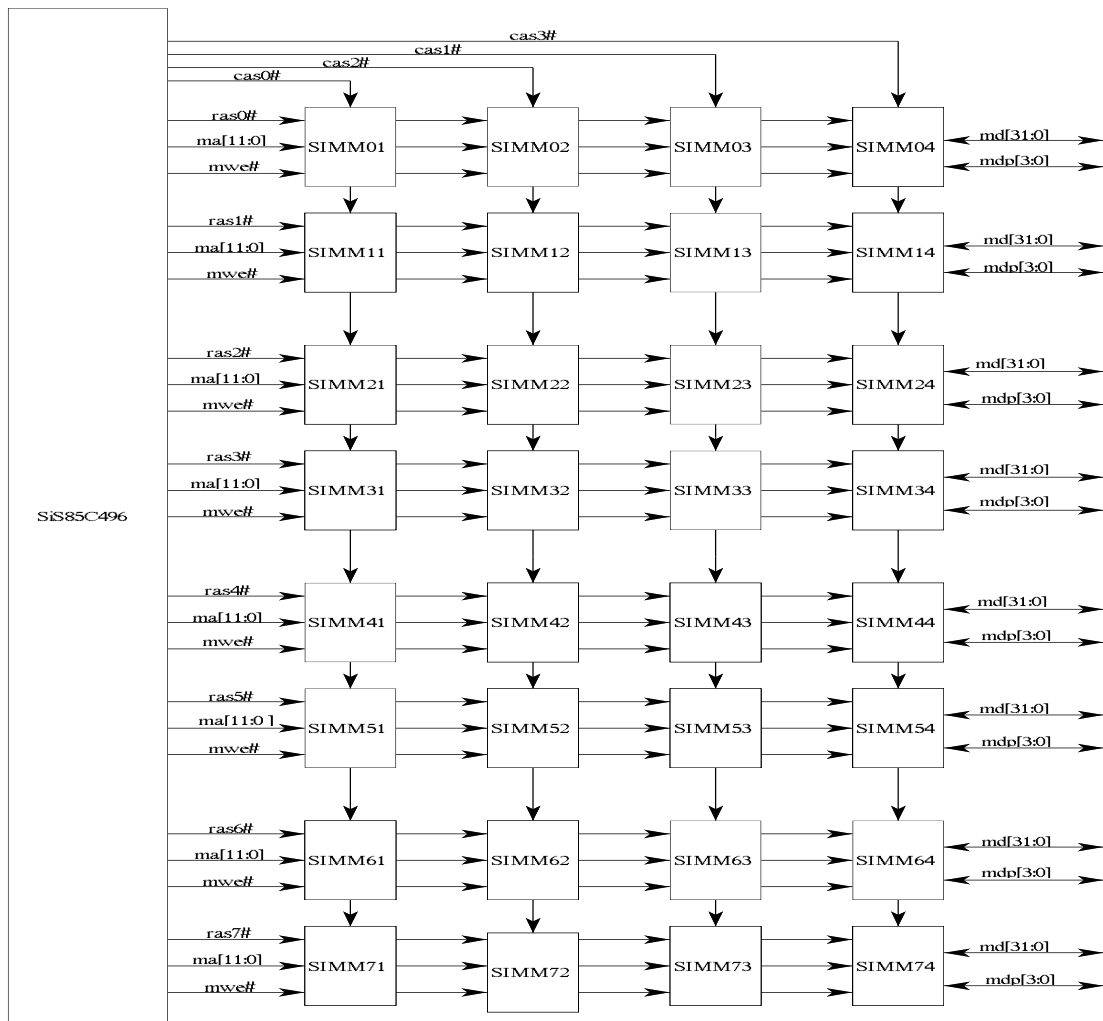 cas3#
cas1#
cas2#
cas0#
ras0#
ma[11:0]
mwe#
SIMM01
SIMM02
SIMM03
SIMM04
md[31:0]
mdp[3:0]
ras1#
ma[11:0]
mwe#
SIMM11
SIMM12
SIMM13
SIMM14
md[31:0]
mdp[3:0]
ras2#
ma[11:0]
mwe#
SIMM21
SIMM22
SIMM23
SIMM24
md[31:0]
mdp[3:0]
ras3#
ma[11:0]
mwe#
SIMM31
SIMM32
SIMM33
SIMM34
md[31:0]
mdp[3:0]
SiS85C496
ras4#
ma[11:0]
mwe#
SIMM41
SIMM42
SIMM43
SIMM44
md[31:0]
mdp[3:0]
ras5#
ma[11:0 ]
mwe#
SIMM51
SIMM52
SIMM53
SIMM54
md[31:0]
mdp[3:0]
ras6#
ma[11:0]
mwe#
SIMM61
SIMM62
SIMM63
SIMM64
md[31:0]
mdp[3:0]
ras7#
ma[11:0]
mwe#
SIMM71
SIMM72
SIMM73
SIMM74
md[31:0]
mdp[3:0]